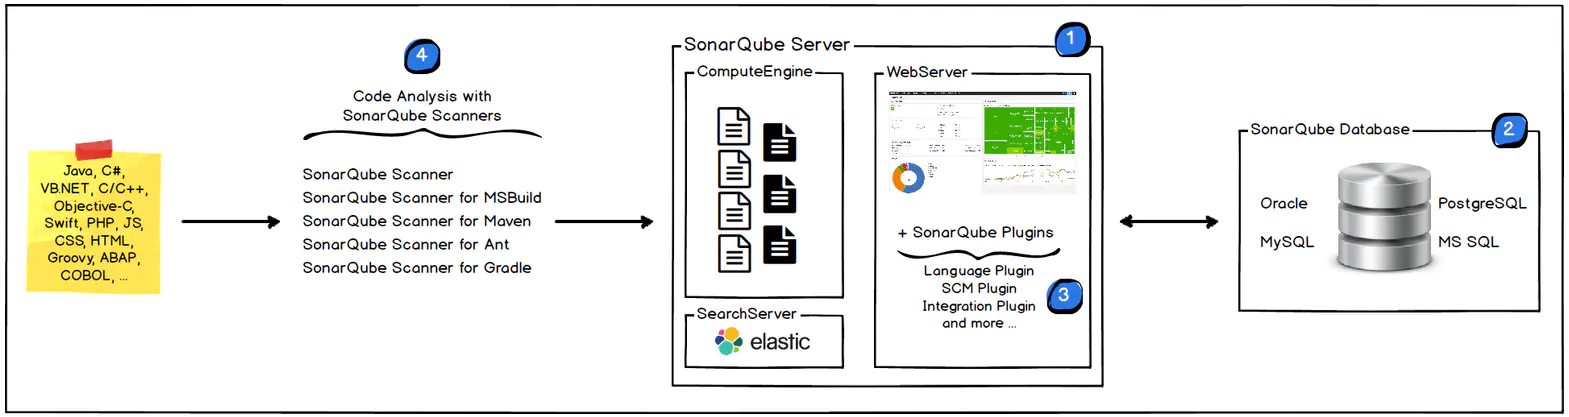 Java, C#,
VB.NET, C/C++,
Objective-C,
Swift, PHP, JS,
CSS, HTML,
Groovy, ABAP,
COBOL, ...
4
Code Analysis with
SonarQube Scanners
SonarQube Scanner
SonarQube Scanner for MSBuild
SonarQube Scanner for Maven
SonarQube Scanner for Ant
SonarQube Scanner for Gradle
SonarQube Server
1
ComputeEngine
SearchServer
elastic
WebServer
+ SonarQube Plugins
Language Plugin
SCM Plugin
Integration Plugin
and more ...
3
SonarQube Database
2
Oracle
PostgreSQL
MySQL
MS SQL